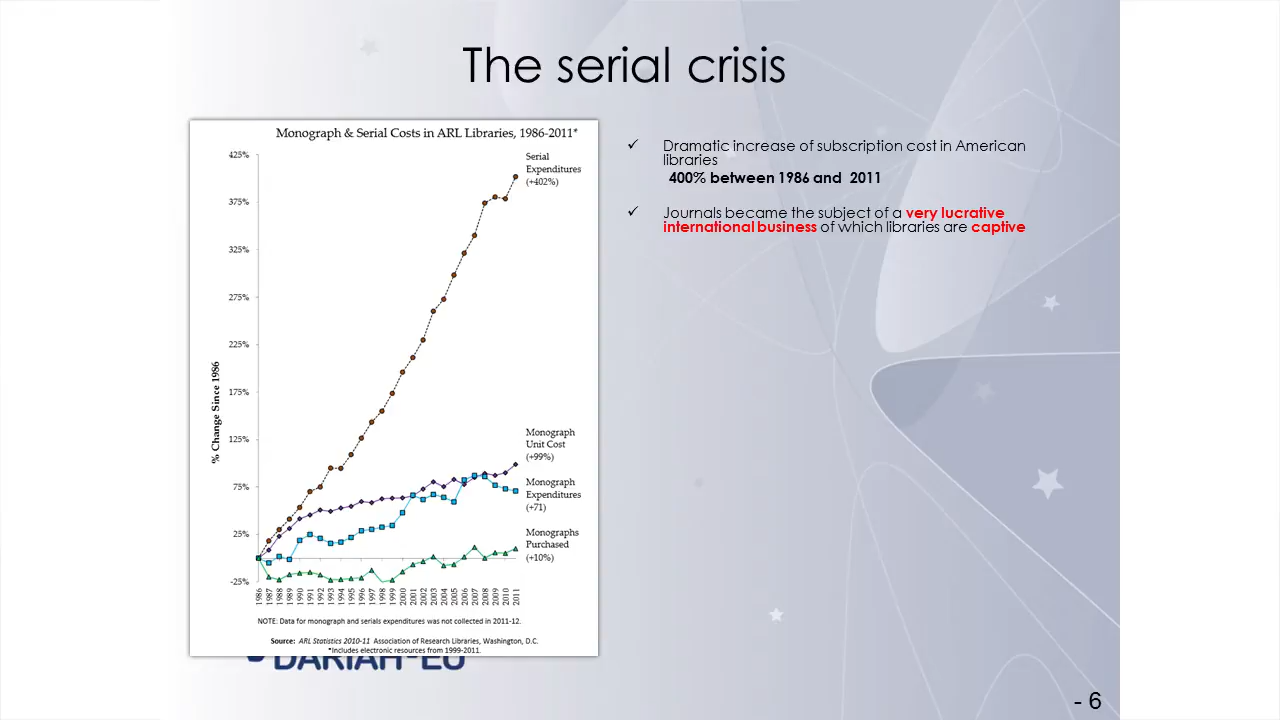 The serial crisis
Monograph & Serial Costs in ARL Libraries, 1986-2011*
425%
375%
325%
275%
225%
175%
125%
75%
25%
-25%
% Change Since 1986
Serial
Expenditures
(+402%)
Monograph
Unit Cost
(+99%)
Monograph
Expenditures
(+71)
Monographs
Purchased
(+10%)
1986
1987
1988
1989
1990
1991
1992
1993
1994
1995
1996
1997
1998
1999
2000
2001
2002
2003
2004
2005
2006
2007
2008
2009
2010
2011
NOTE: Data for monograph and serials expenditures was not collected in 2011-12.
Source: ARL Statistics 2010-11 Association of Research Libraries, Washington, D.C.
*Includes electronic resources from 1999-2011.
DARIAH-EU
✓ Dramatic increase of subscription cost in American
libraries
400% between 1986 and 2011
✓ Journals became the subject of a very lucrative
international business of which libraries are captive
- 6